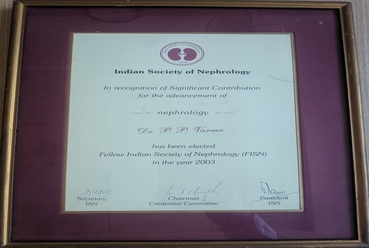 Indian Society of Nephrology
In recognition of Significant Contribution
for the advancement of
nephrology
Dr. P. P. Varma
has been elected
Fellow Indian Society of Nephrology (FISN)
in the year 2003
Secretary Chairman President
ISN Credential Committee ISN